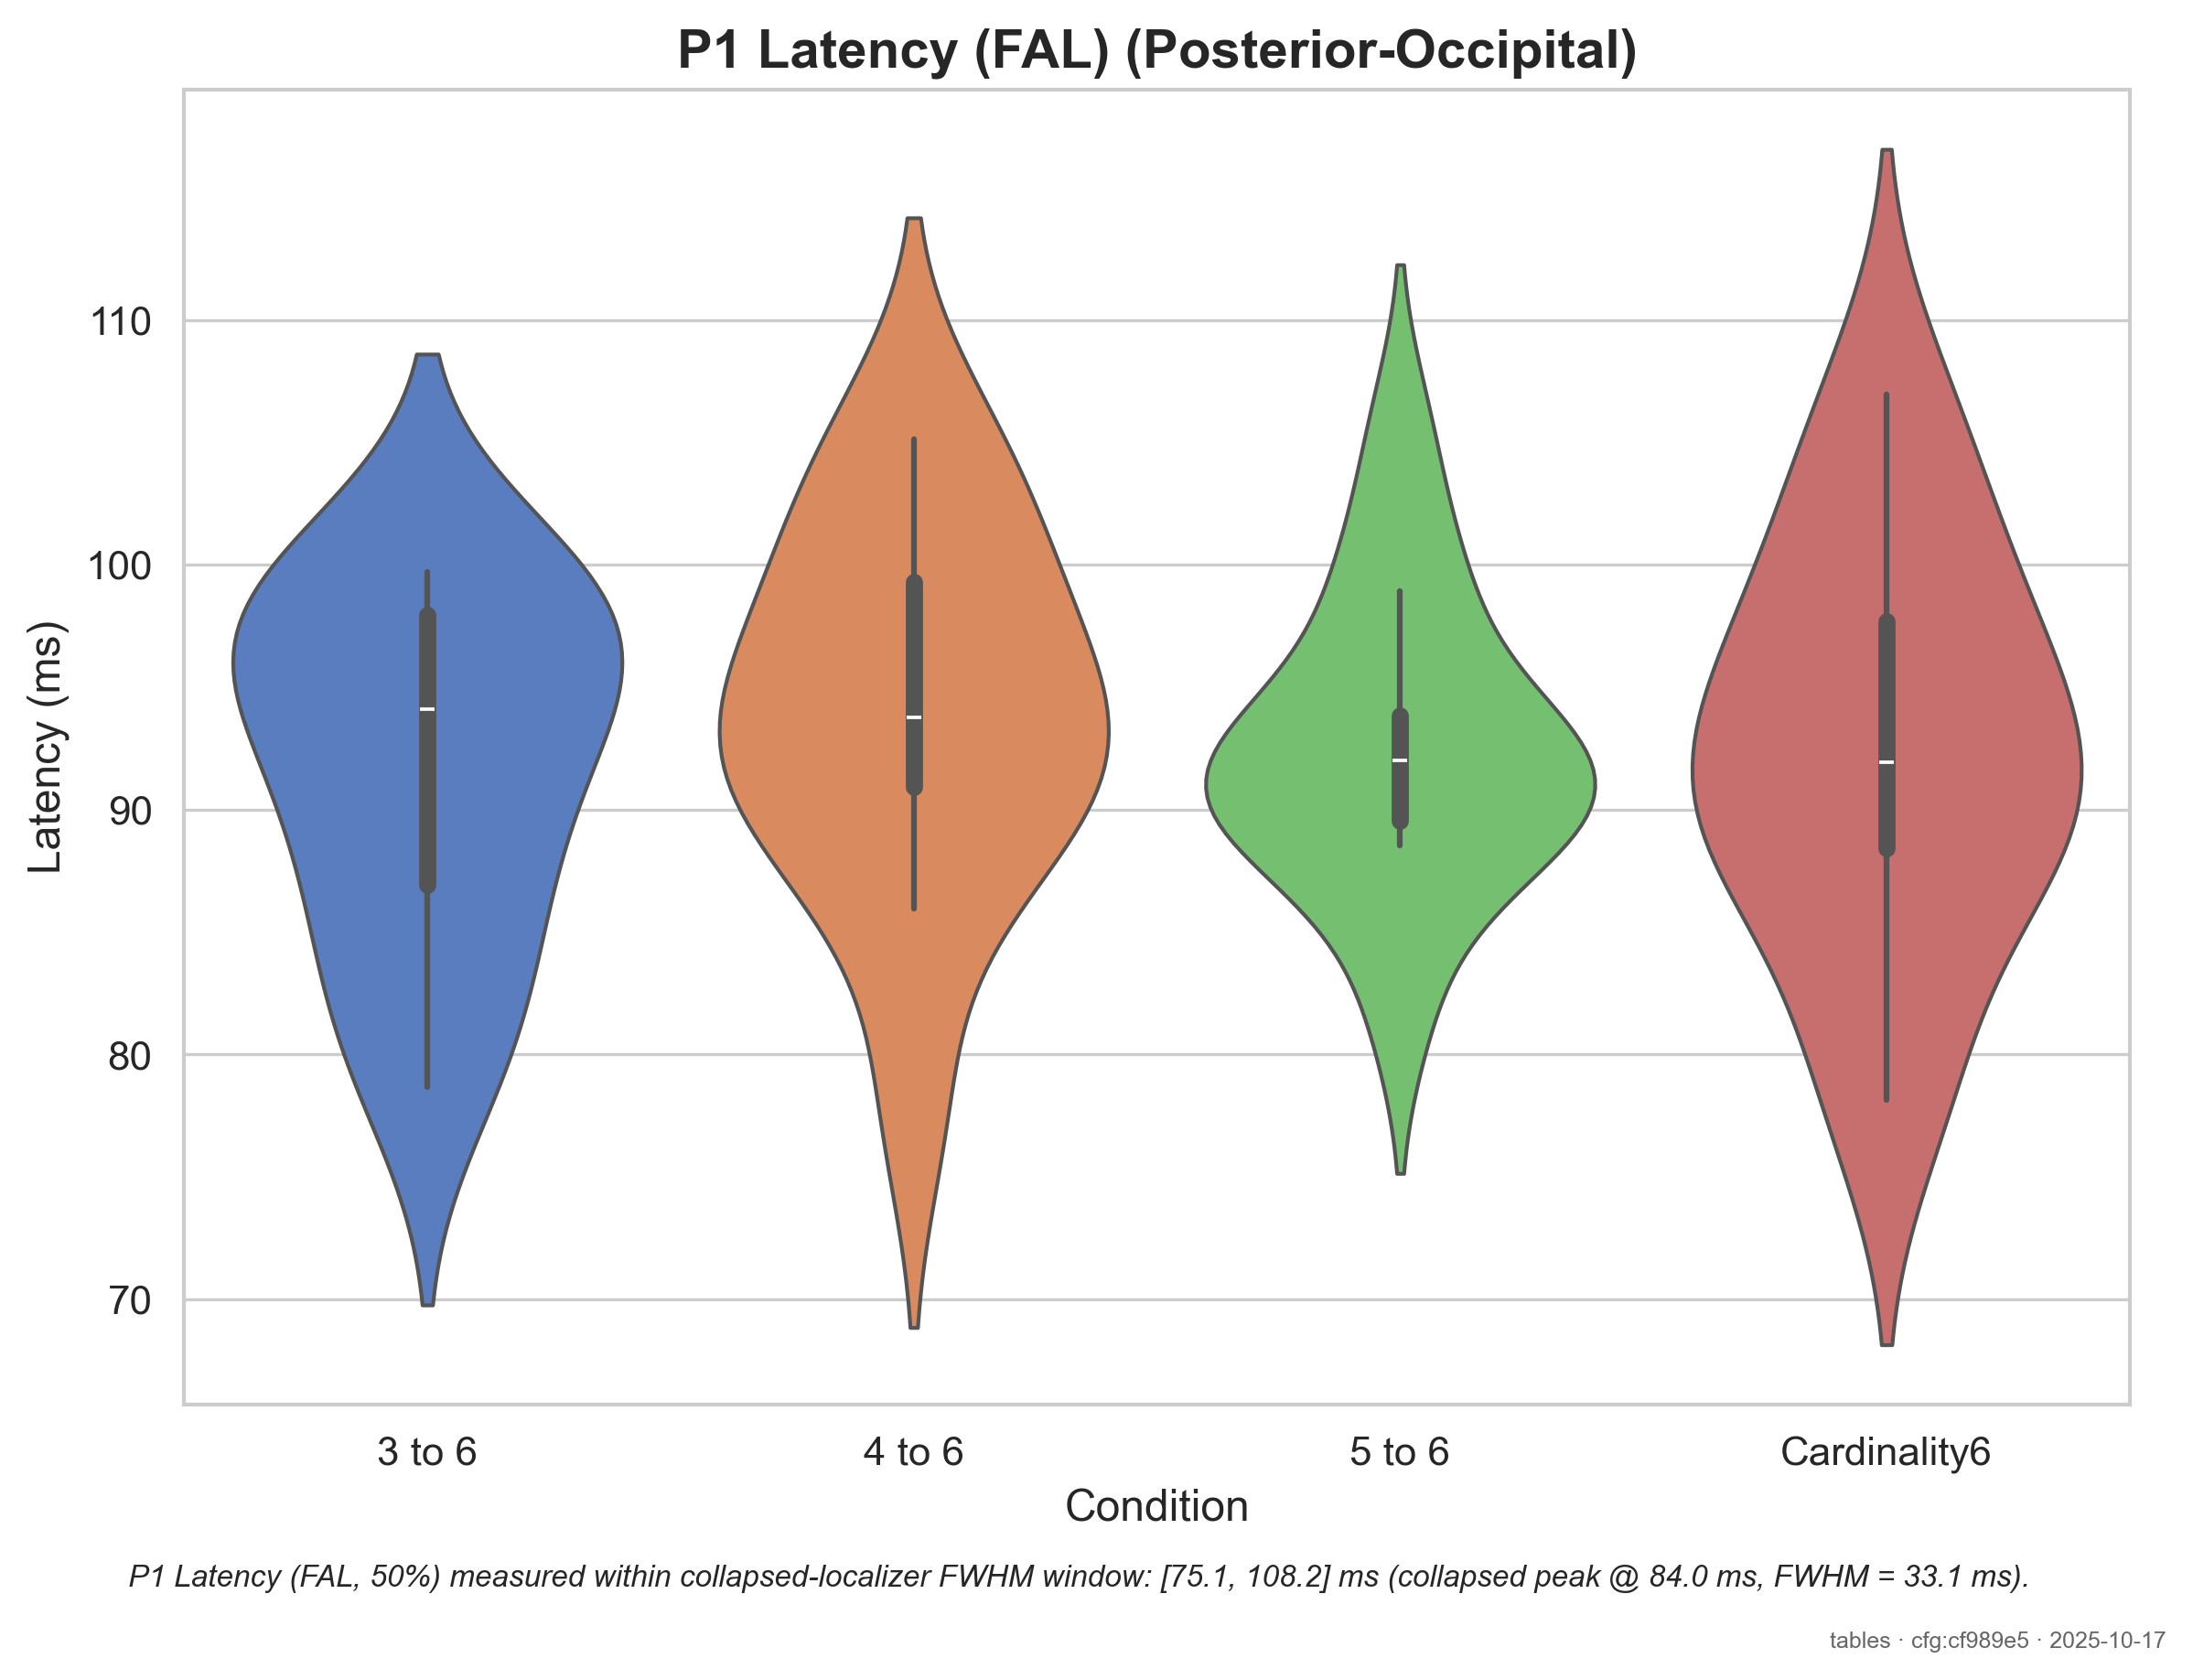 P1 Latency (FAL) (Posterior-Occipital)
Latency (ms)
110
100
90
80
70
3 to 6
4 to 6
5 to 6
Cardinality6
Condition
P1 Latency (FAL, 50%) measured within collapsed-localizer FWHM window: [75.1, 108.2] ms (collapsed peak @ 84.0 ms, FWHM = 33.1 ms).
tables · cfg:cf989e5 · 2025-10-17